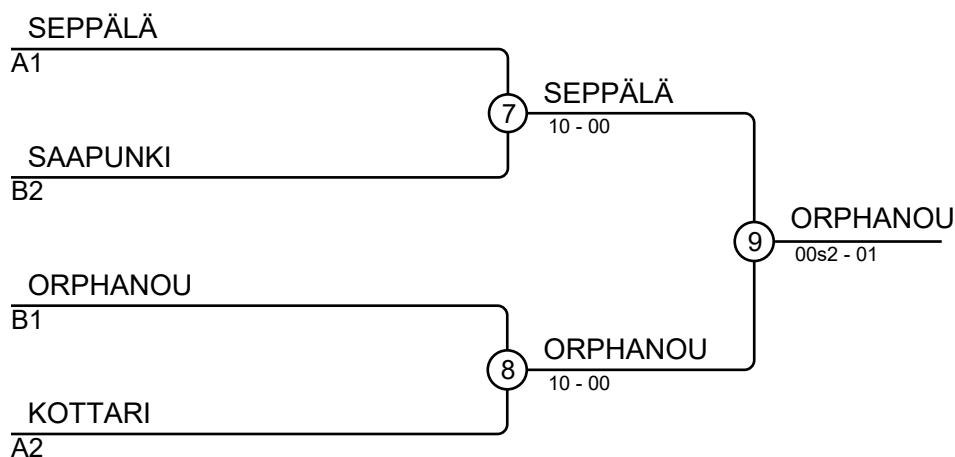 SEPPÄLÄ
A1
7
SEPPÄLÄ
10 - 00
SAAPUNKI
B2
9
ORPHANOU
00s2 - 01
ORPHANOU
B1
8
ORPHANOU
10 - 00
KOTTARI
A2